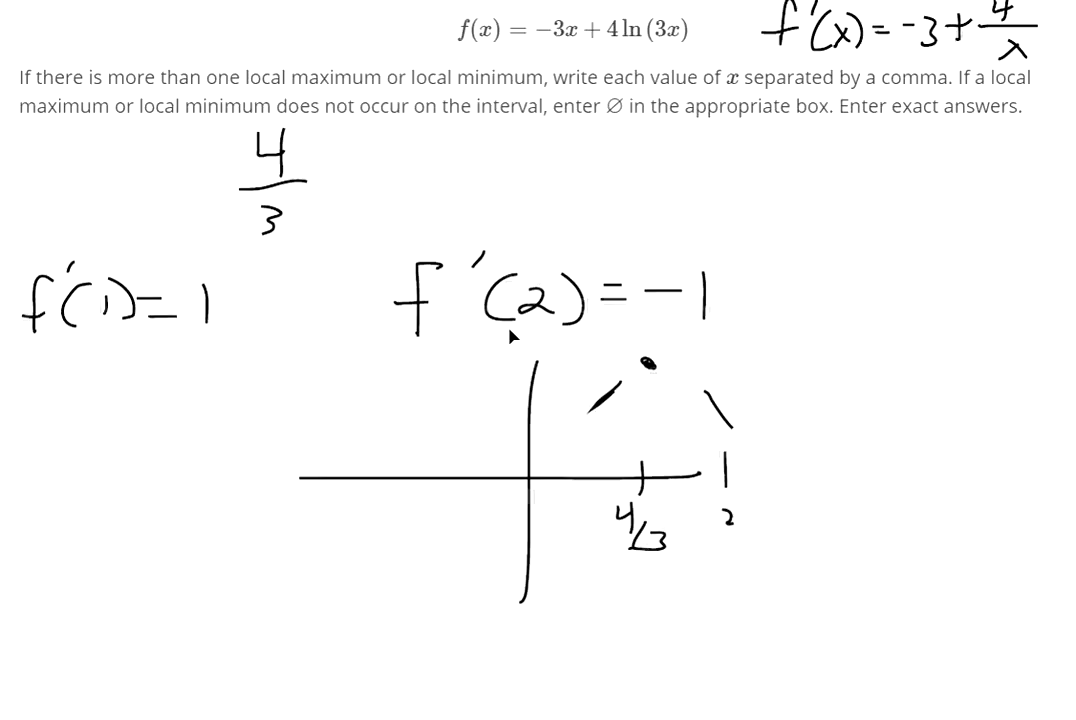 f(x) = −3x + 4 ln (3x)
f'(x) = -3 + 4/x
If there is more than one local maximum or local minimum, write each value of x separated by a comma. If a local
maximum or local minimum does not occur on the interval, enter ∅ in the appropriate box. Enter exact answers.
4/3
f'(1) = 1
f'(2) = -1
4/3
2